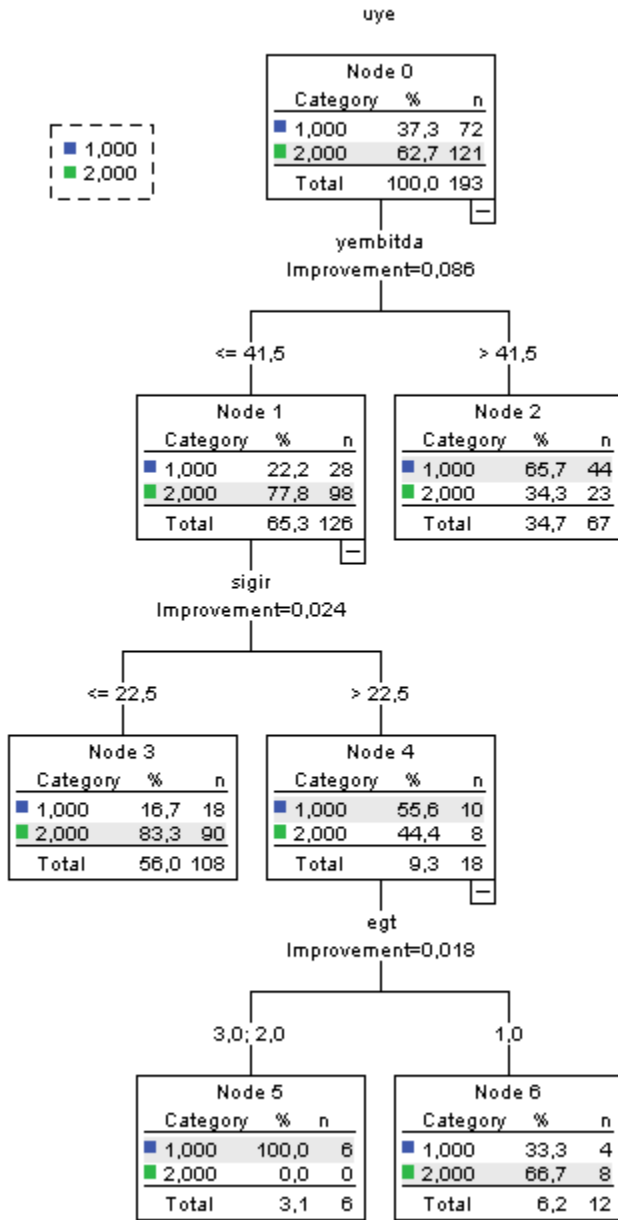 uye
Node 0
Category % n
1,000 37,3 72
2,000 62,7 121
Total 100,0 193
1,000
2,000
yembitda
Improvement=0,086
<= 41,5
> 41,5
Node 1
Category % n
1,000 22,2 28
2,000 77,8 98
Total 65,3 126
Node 2
Category % n
1,000 65,7 44
2,000 34,3 23
Total 34,7 67
sigir
Improvement=0,024
<= 22,5
> 22,5
Node 3
Category % n
1,000 16,7 18
2,000 83,3 90
Total 56,0 108
Node 4
Category % n
1,000 55,6 10
2,000 44,4 8
Total 9,3 18
egt
Improvement=0,018
3,0; 2,0
1,0
Node 5
Category % n
1,000 100,0 6
2,000 0,0 0
Total 3,1 6
Node 6
Category % n
1,000 33,3 4
2,000 66,7 8
Total 6,2 12